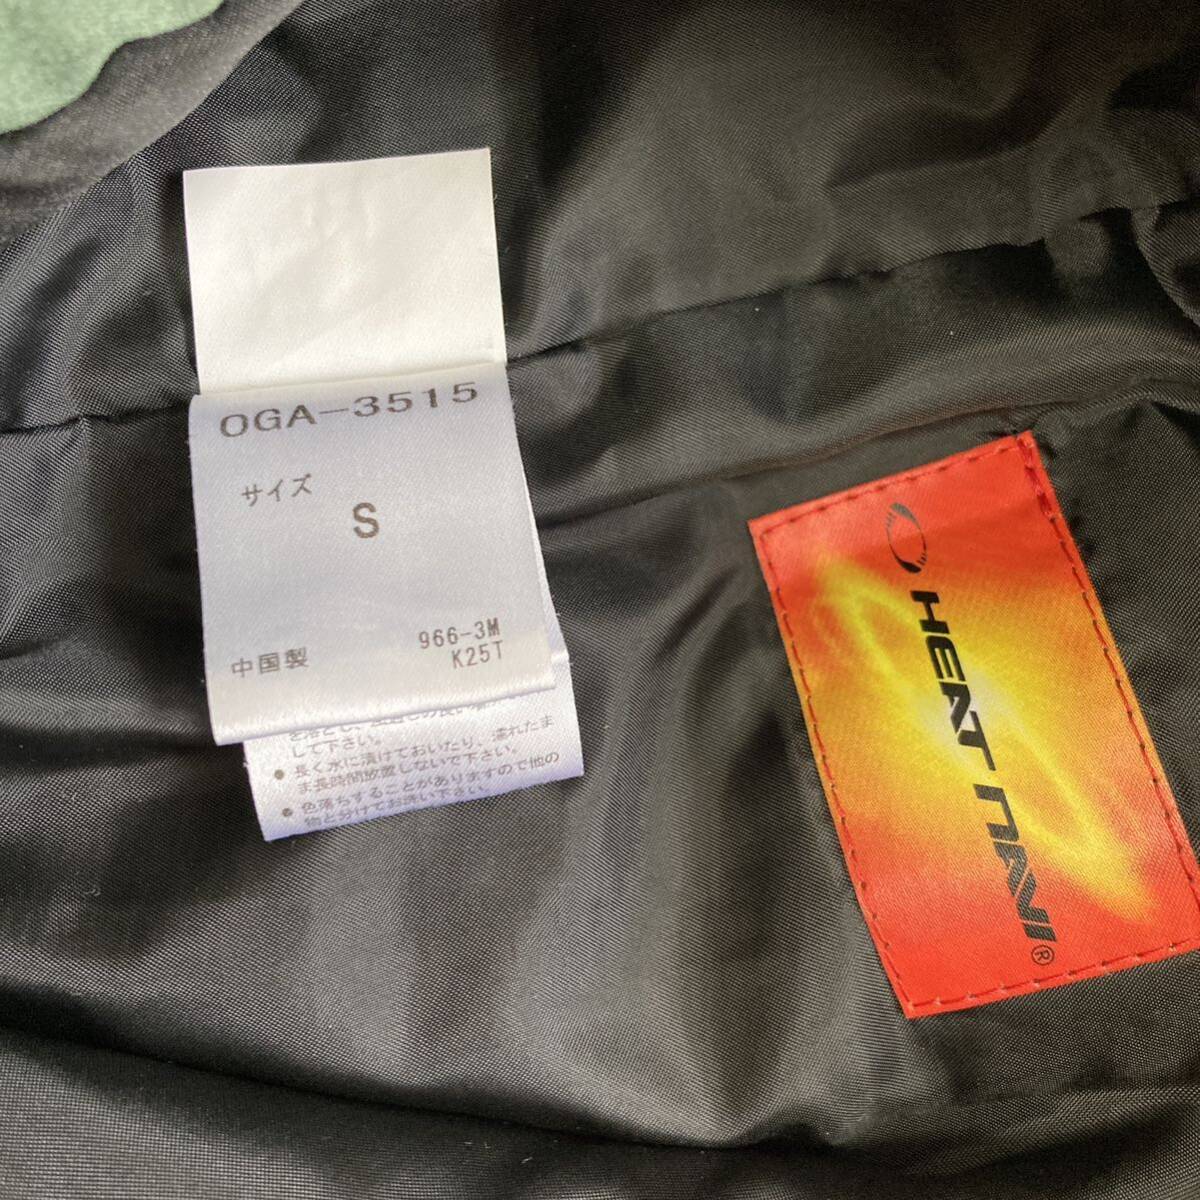 OGA-3515
サイズ
S
966-3M
中国製
K25T
して下さい。
● 長く水に漬けておいたり、濡れたま
ま長時間放置しないで下さい。
● 色落ちすることがありますので他の
物と分けてお洗い下さい。
HEAT NAVI®